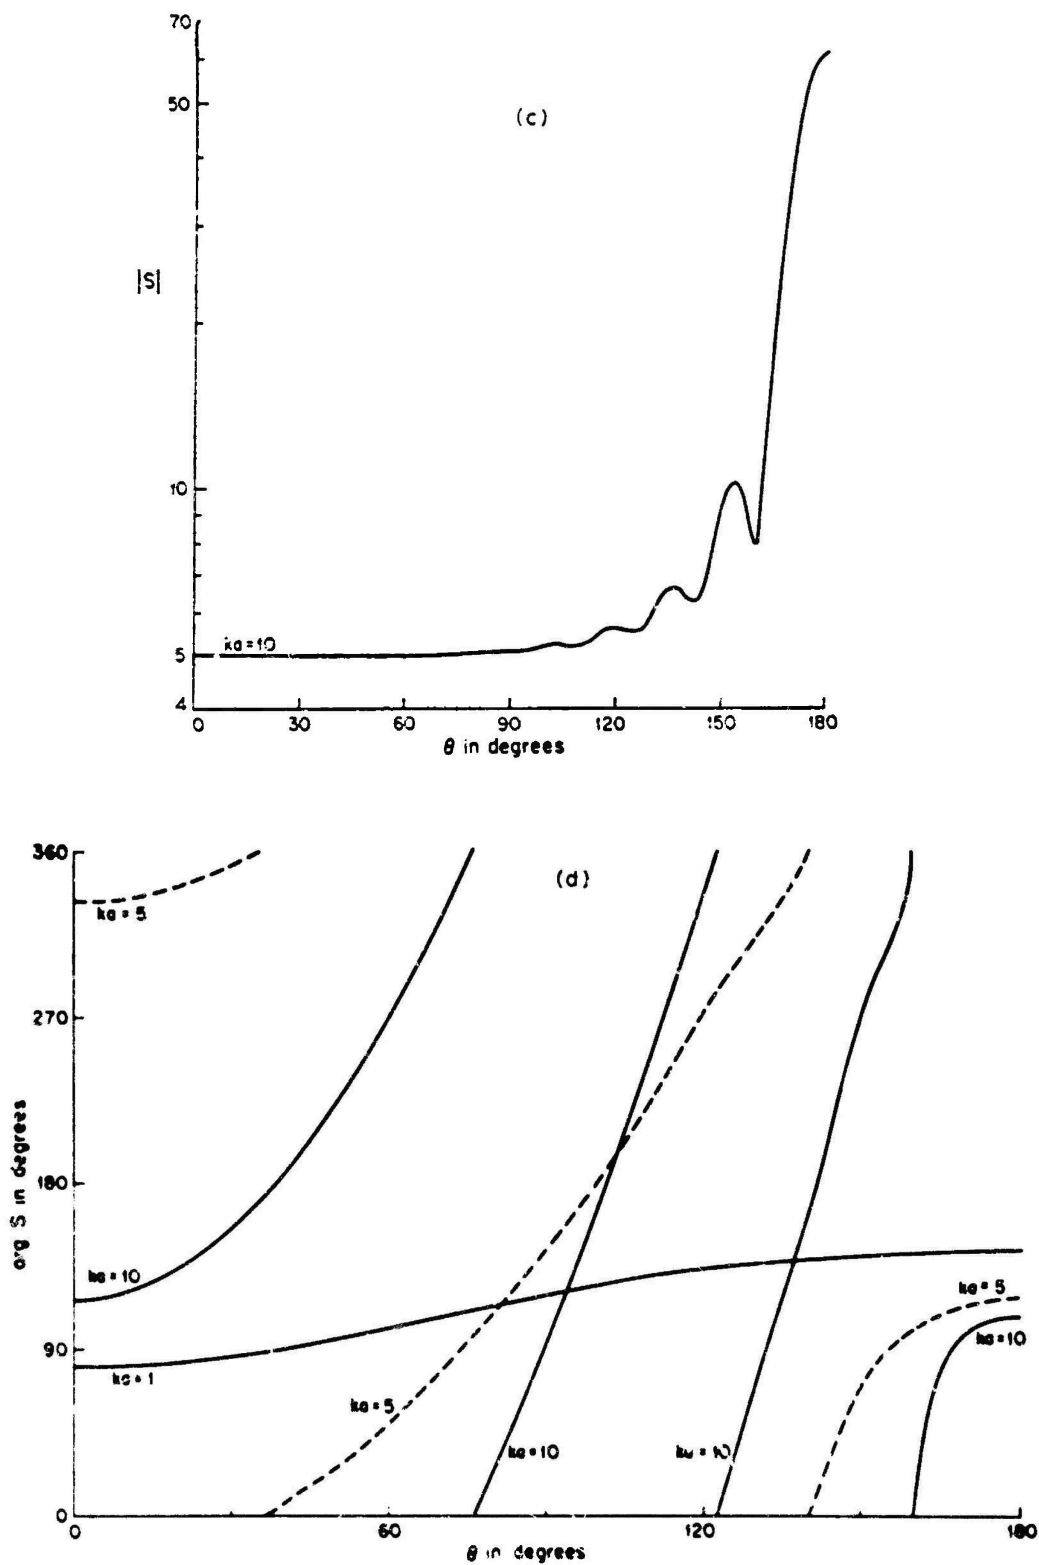 70
50
(c)
|S|
10
ka=10
5
4
0 30 60 90 120 150 180
θ in degrees
360
(d)
ka=5
270
arg S in degrees
180
ka=10
ka=5
90
ka=10
ka=1
ka=5
ka=10
ka=10
0
0 60 120 180
θ in degrees